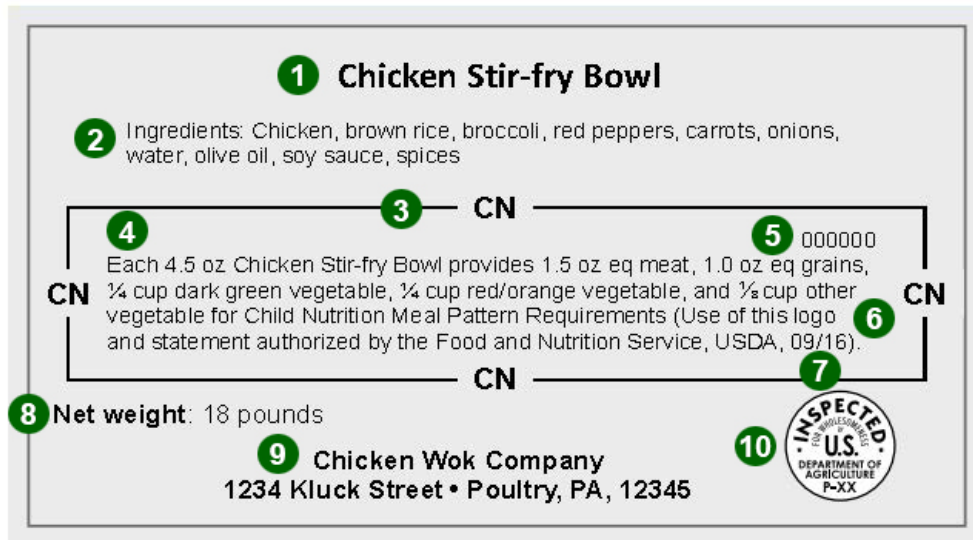 1 Chicken Stir-fry Bowl
2 Ingredients: Chicken, brown rice, broccoli, red peppers, carrots, onions,
water, olive oil, soy sauce, spices
3 CN
4
5 000000
Each 4.5 oz Chicken Stir-fry Bowl provides 1.5 oz eq meat, 1.0 oz eq grains,
CN ¼ cup dark green vegetable, ¼ cup red/orange vegetable, and ⅛ cup other CN
vegetable for Child Nutrition Meal Pattern Requirements (Use of this logo 6
and statement authorized by the Food and Nutrition Service, USDA, 09/16).
CN
7
8 Net weight: 18 pounds
9 Chicken Wok Company
1234 Kluck Street • Poultry, PA, 12345
10
INSPECTED
FOR WHOLESOMENESS
BY
U.S.
DEPARTMENT OF
AGRICULTURE
P-XX